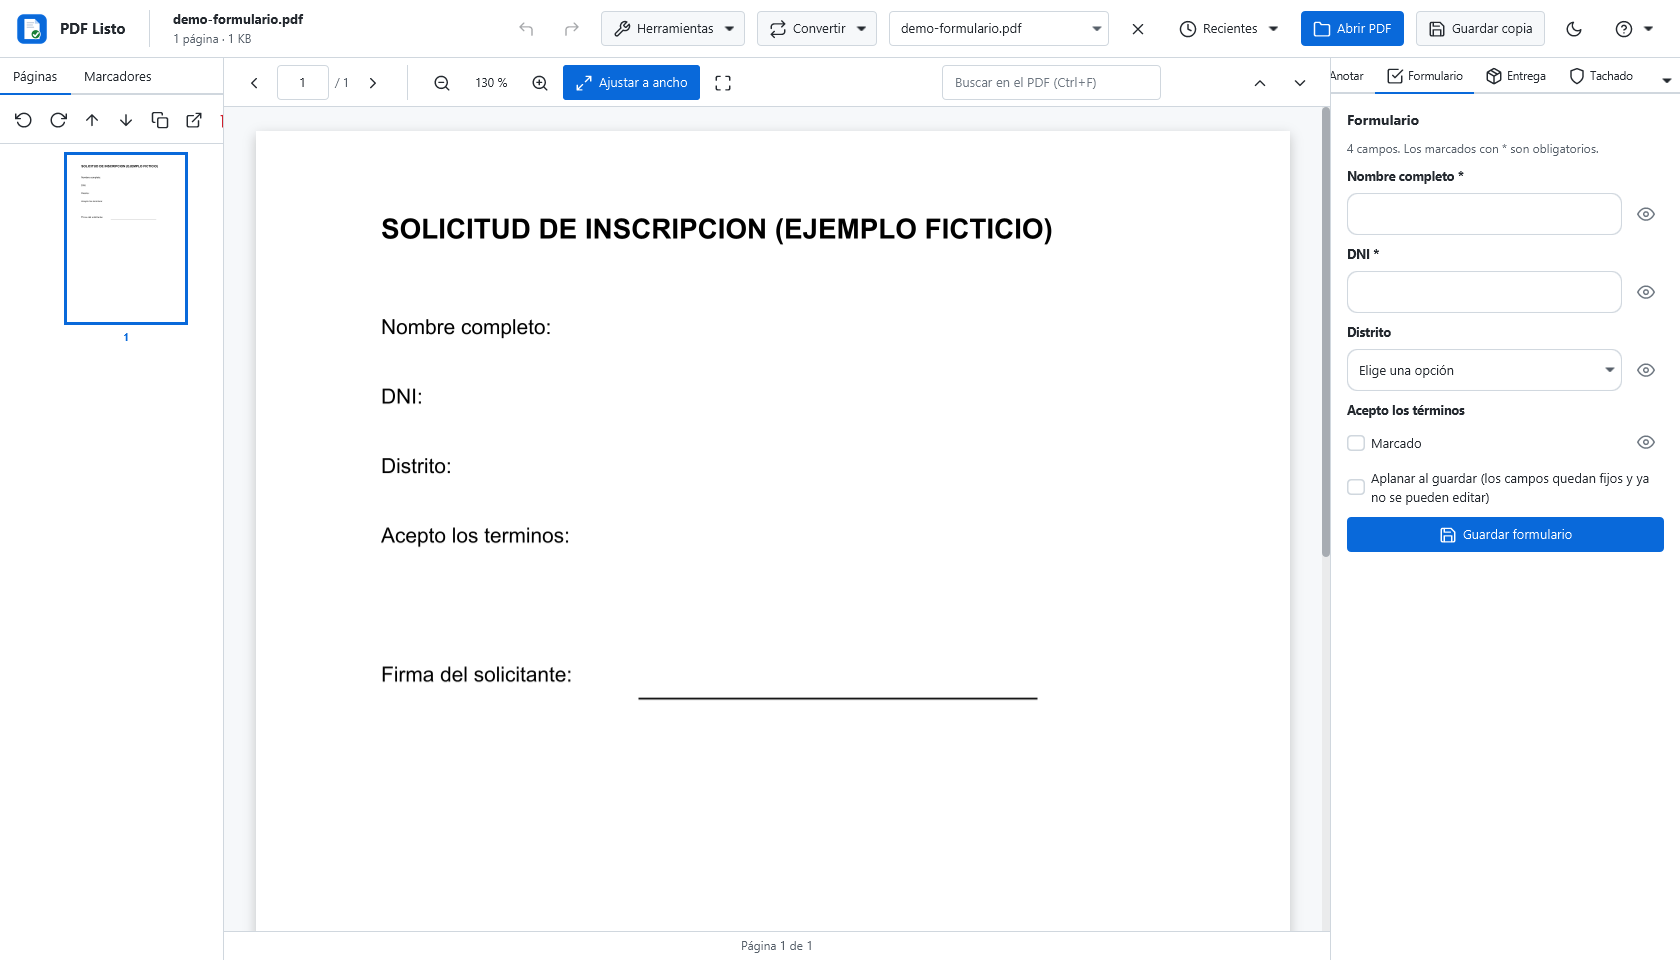 PDF Listo
demo-formulario.pdf
1 página · 1 KB
Herramientas
Convertir
demo-formulario.pdf
Recientes
Abrir PDF
Guardar copia
Páginas
Marcadores
1
/ 1
130 %
Ajustar a ancho
Buscar en el PDF (Ctrl+F)
Anotar
Formulario
Entrega
Tachado
1
SOLICITUD DE INSCRIPCION (EJEMPLO FICTICIO)
Nombre completo:
DNI:
Distrito:
Acepto los terminos:
Firma del solicitante:
Formulario
4 campos. Los marcados con * son obligatorios.
Nombre completo *
DNI *
Distrito
Elige una opción
Acepto los términos
Marcado
Aplanar al guardar (los campos quedan fijos y ya
no se pueden editar)
Guardar formulario
Página 1 de 1